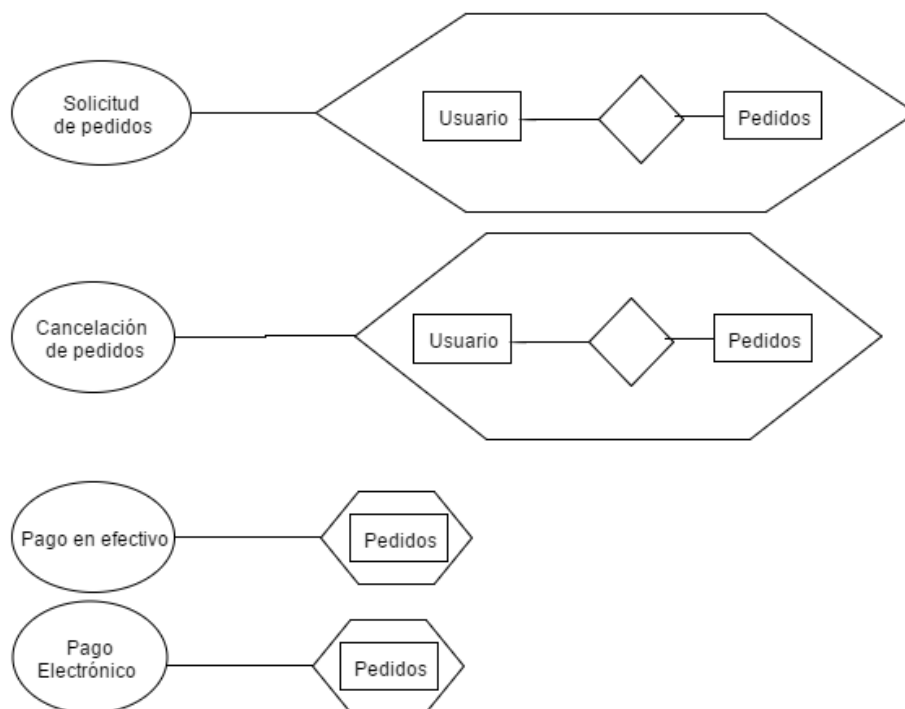 Solicitud
de pedidos
Usuario
Pedidos
Cancelación
de pedidos
Usuario
Pedidos
Pago en efectivo
Pedidos
Pago
Electrónico
Pedidos